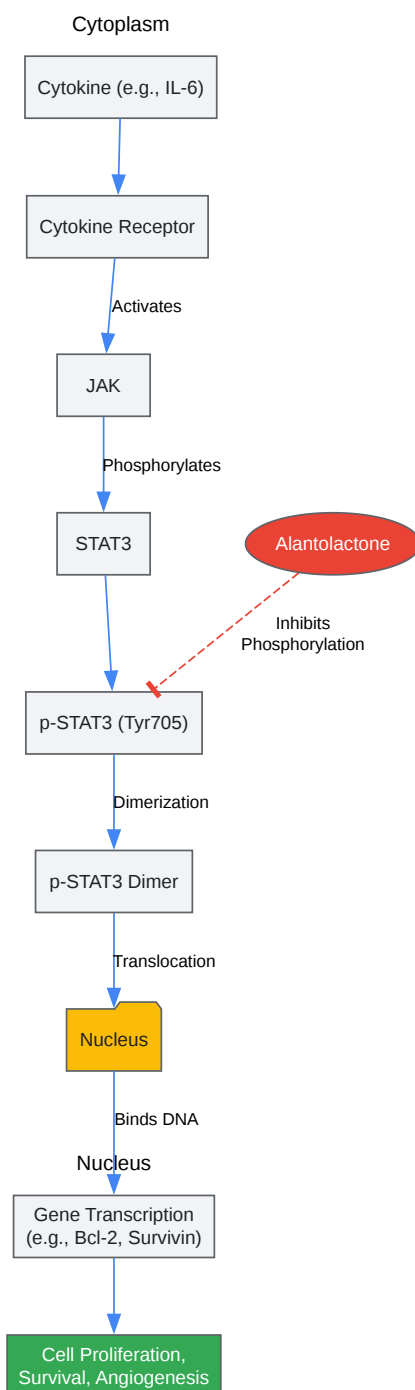 Cytoplasm
Cytokine (e.g., IL-6)
Cytokine Receptor
Activates
JAK
Phosphorylates
STAT3
Alantolactone
Inhibits
Phosphorylation
p-STAT3 (Tyr705)
Dimerization
p-STAT3 Dimer
Translocation
Nucleus
Binds DNA
Nucleus
Gene Transcription
(e.g., Bcl-2, Survivin)
Cell Proliferation,
Survival, Angiogenesis